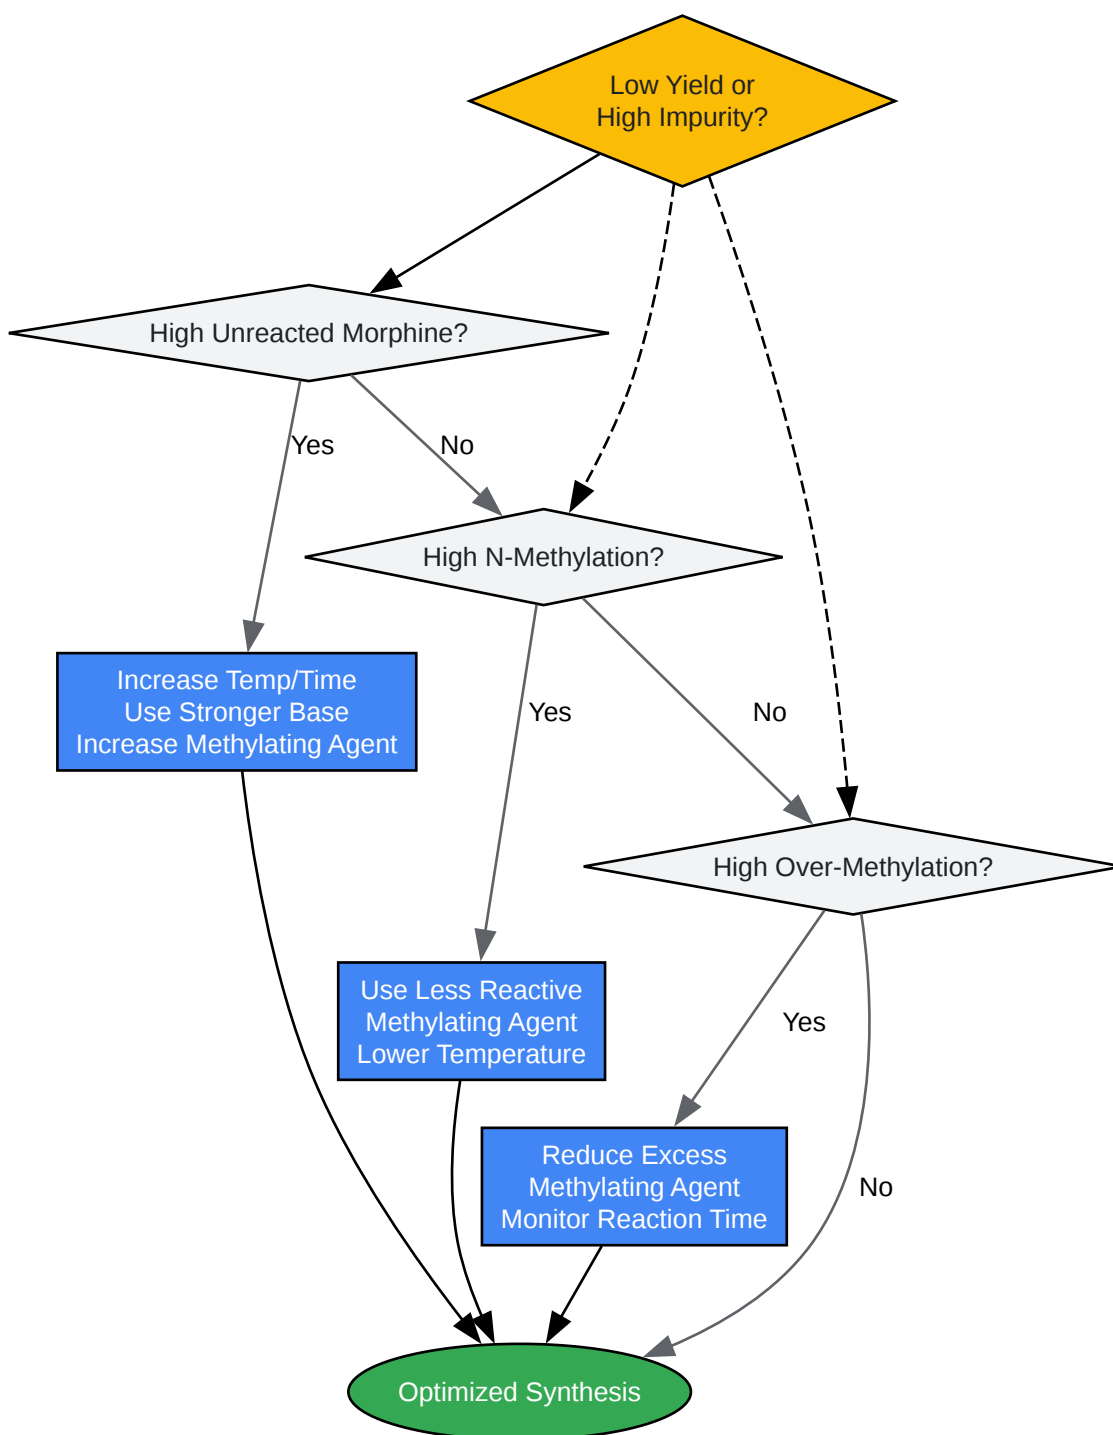 Low Yield or
High Impurity?
High Unreacted Morphine?
Yes
No
High N-Methylation?
Increase Temp/Time
Use Stronger Base
Increase Methylating Agent
Yes
No
High Over-Methylation?
Use Less Reactive
Methylating Agent
Lower Temperature
Yes
Reduce Excess
Methylating Agent
Monitor Reaction Time
No
Optimized Synthesis